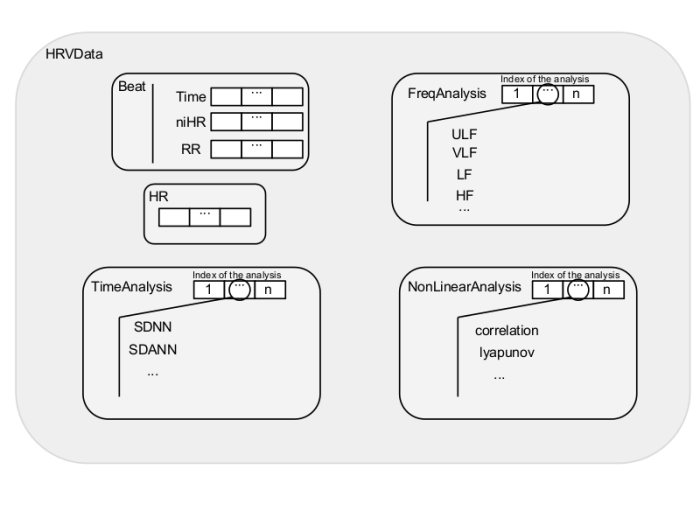 HRVData
Beat
Time ...
niHR ...
RR ...
HR
...
Index of the analysis
FreqAnalysis 1 ... n
ULF
VLF
LF
HF
...
Index of the analysis
TimeAnalysis 1 ... n
SDNN
SDANN
...
Index of the analysis
NonLinearAnalysis 1 ... n
correlation
lyapunov
...